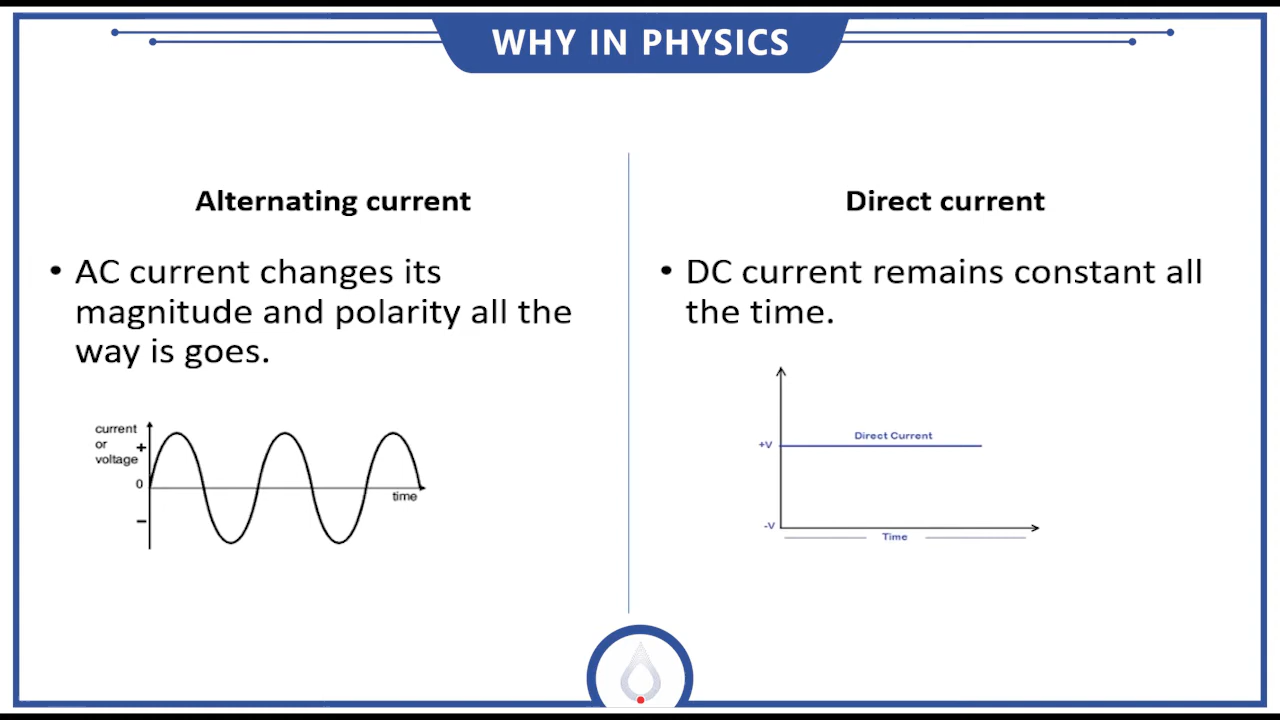 WHY IN PHYSICS
Alternating current
• AC current changes its
magnitude and polarity all the
way is goes.
current
or
voltage
+
0
−
time
Direct current
• DC current remains constant all
the time.
+V
Direct Current
-V
Time